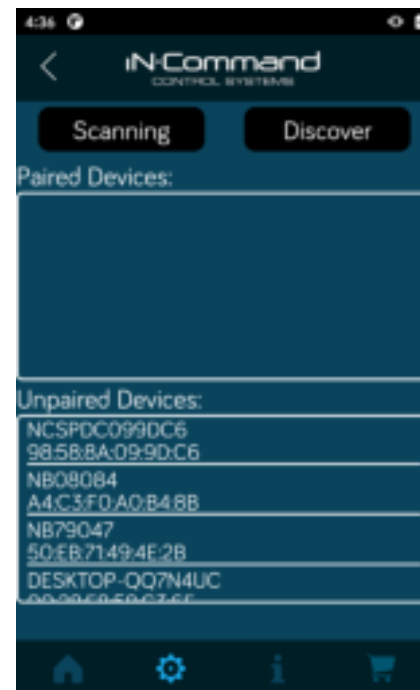 4:36
iN·Command
CONTROL SYSTEMS
Scanning
Discover
Paired Devices:
Unpaired Devices:
NCSPDC099DC6
98:58:8A:09:9D:C6
NB08084
A4:C3:F0:A0:B4:8B
NB79047
50:EB:71:49:4E:2B
DESKTOP-QQ7N4UC